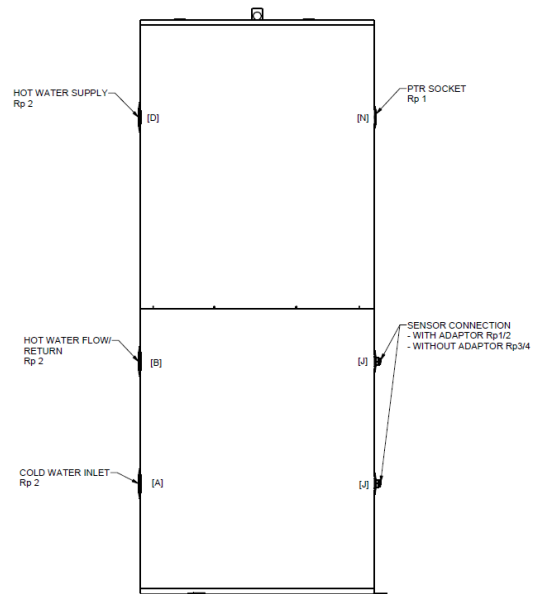 HOT WATER SUPPLY
Rp 2
[D]
[N]
PTR SOCKET
Rp 1
HOT WATER FLOW/
RETURN
Rp 2
[B]
[J]
SENSOR CONNECTION
- WITH ADAPTOR Rp1/2
- WITHOUT ADAPTOR Rp3/4
COLD WATER INLET
Rp 2
[A]
[J]